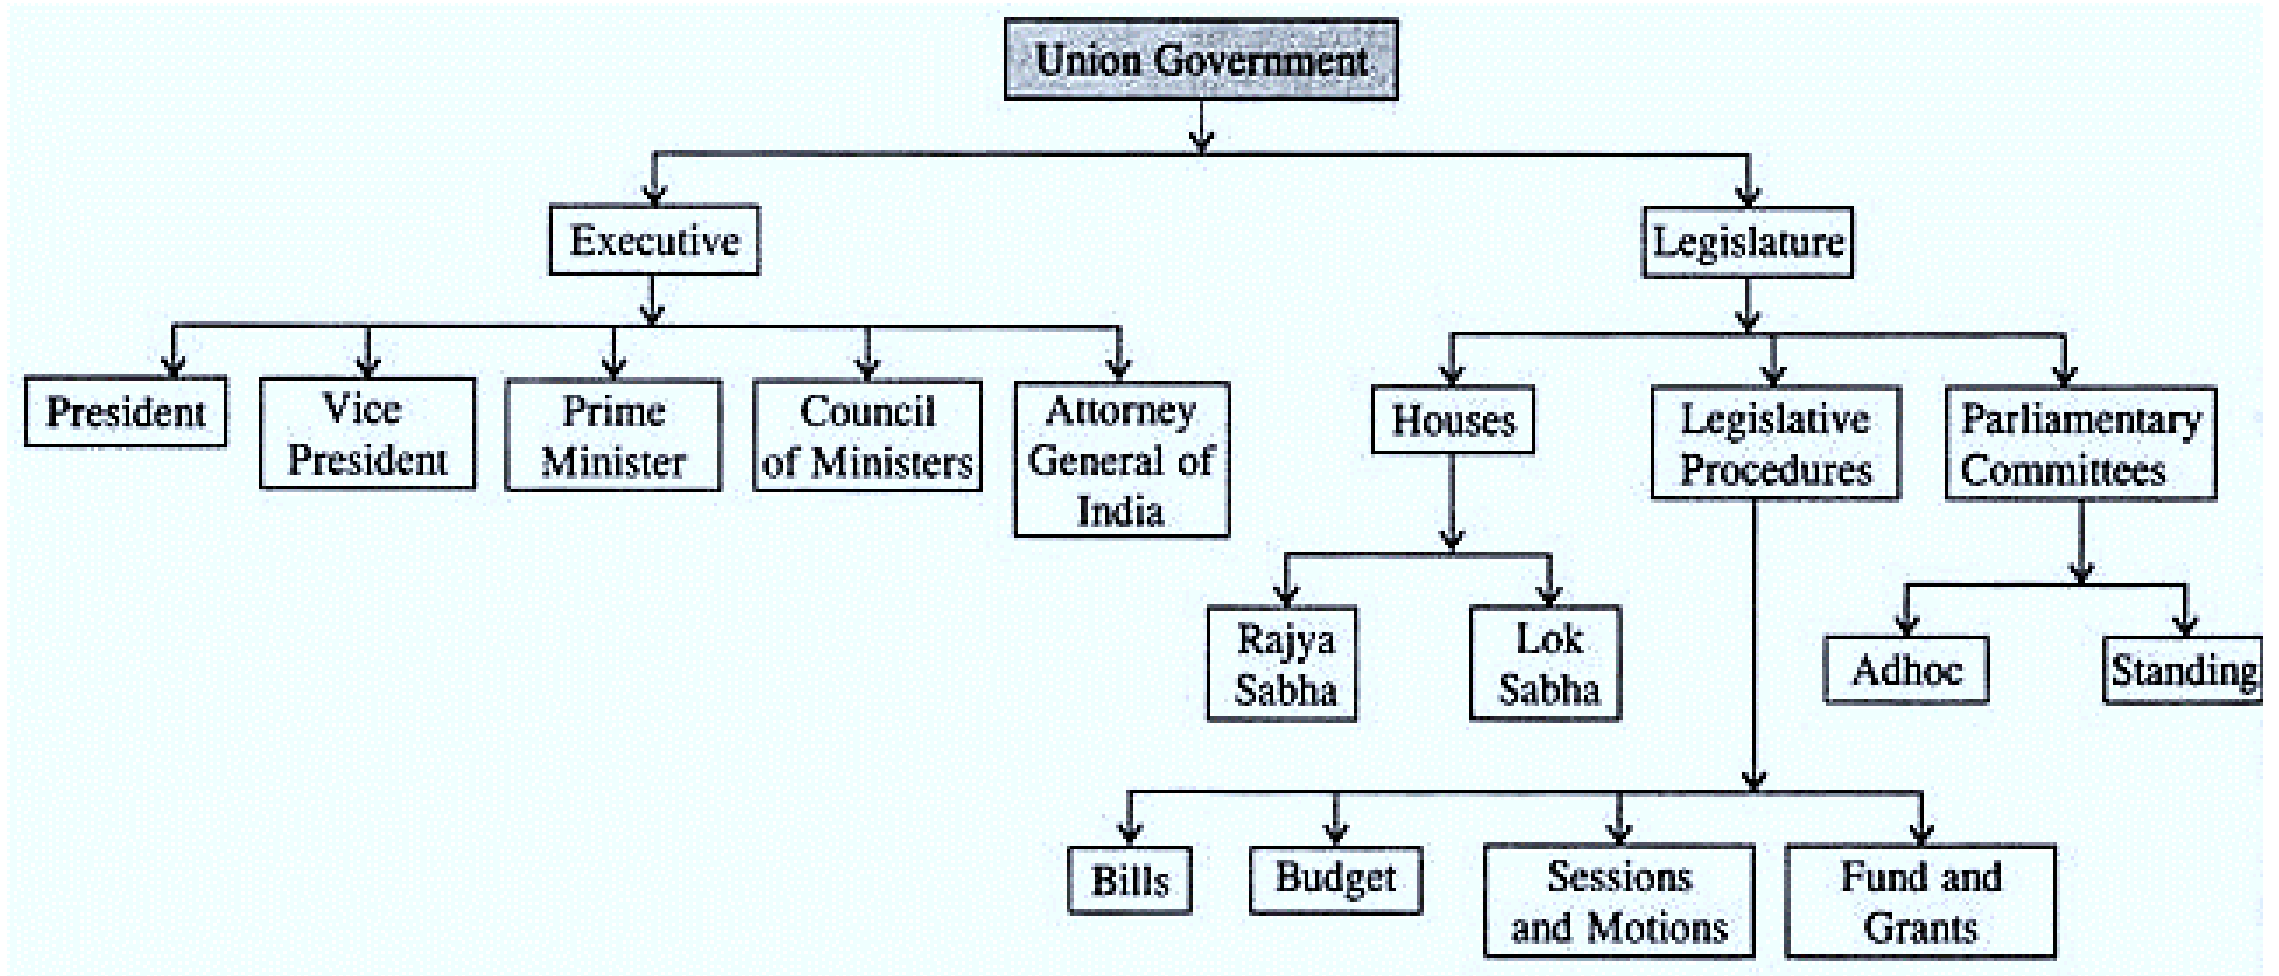 Union Government
Executive
Legislature
President
Vice
President
Prime
Minister
Council
of Ministers
Attorney
General of
India
Houses
Legislative
Procedures
Parliamentary
Committees
Rajya
Sabha
Lok
Sabha
Adhoc
Standing
Bills
Budget
Sessions
and Motions
Fund and
Grants